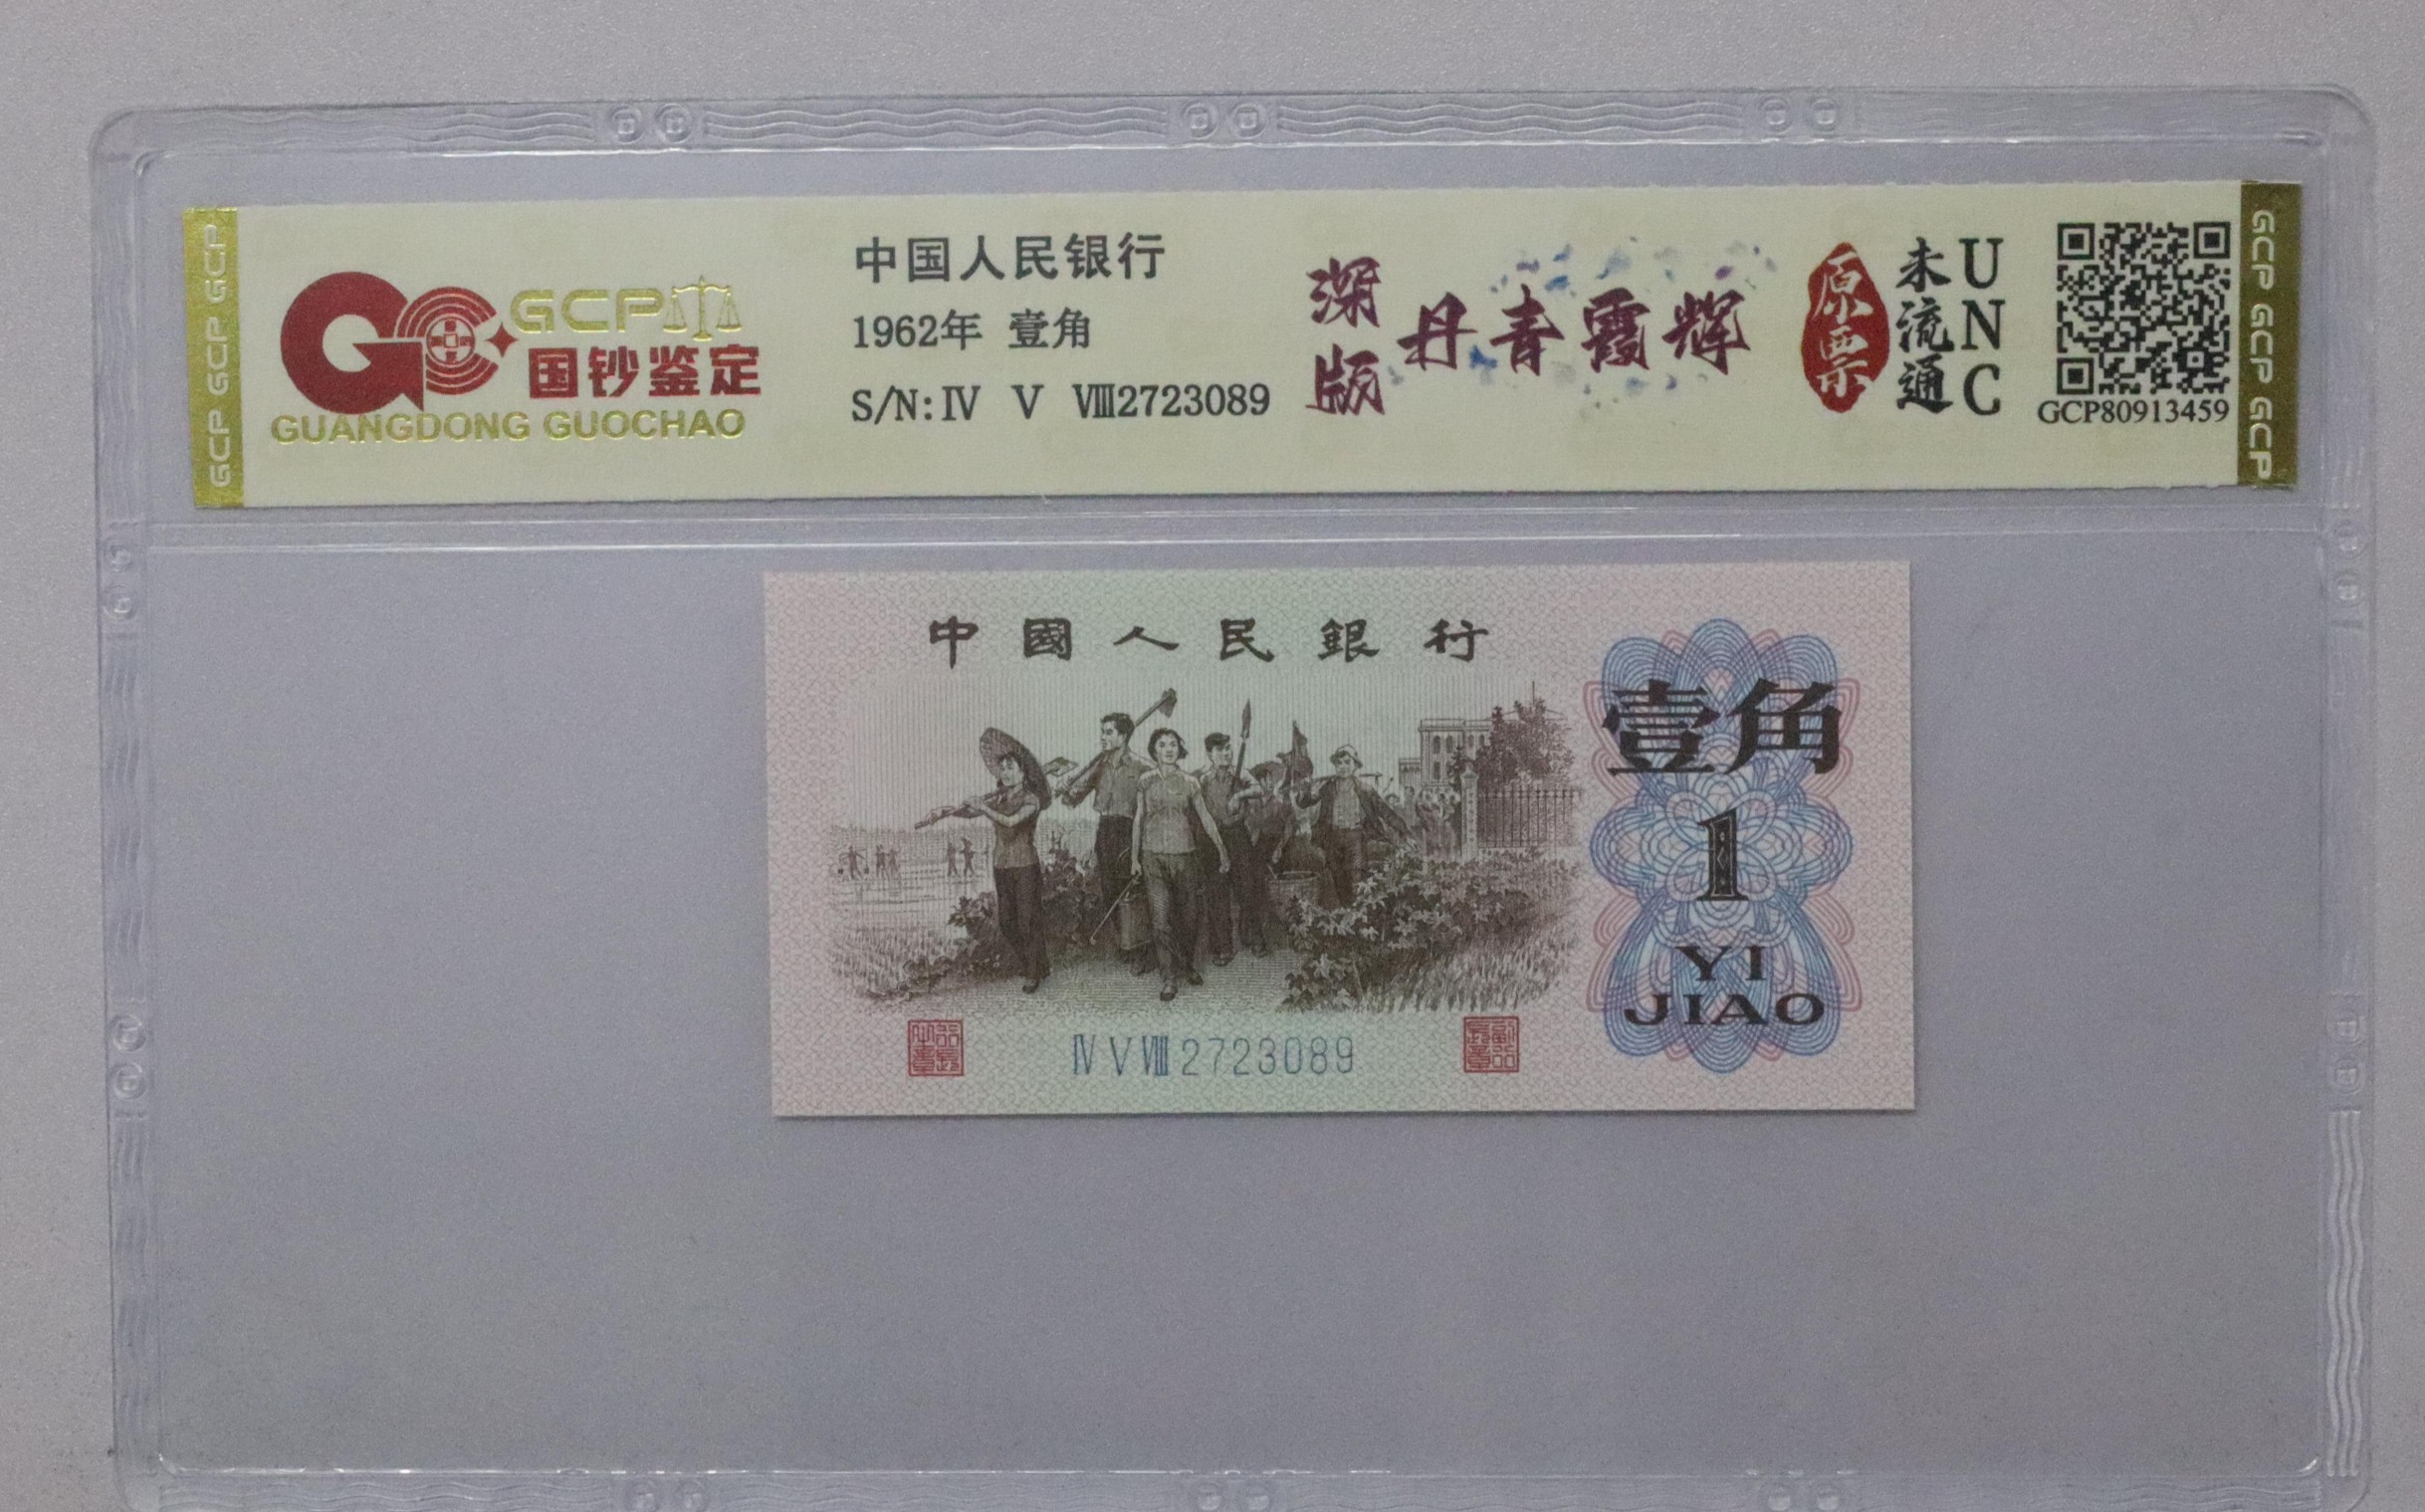 GCP GCP GCP GCP
GCP
国钞鉴定
GUANGDONG GUOCHAO
中国人民银行
1962年 壹角
S/N: IV V VIII2723089
深版
丹青霞辉
原票
未流通
UNC
GCP80913459
GCP GCP GCP GCP
中國人民銀行
壹角
1
YI
JIAO
IV V VIII 2723089